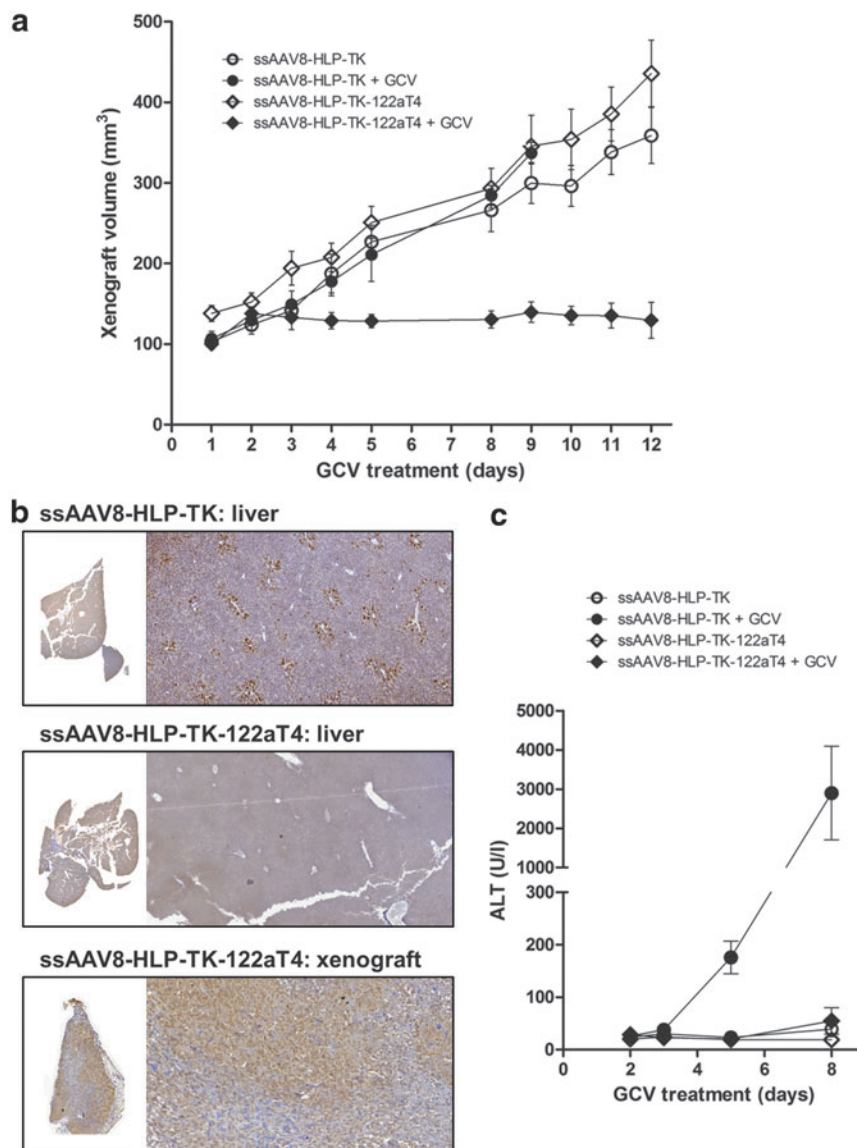 a
500
400
300
200
100
0
Xenograft volume (mm³)
ssAAV8-HLP-TK
ssAAV8-HLP-TK + GCV
ssAAV8-HLP-TK-122aT4
ssAAV8-HLP-TK-122aT4 + GCV
0 1 2 3 4 5 6 7 8 9 10 11 12
GCV treatment (days)
b ssAAV8-HLP-TK: liver
ssAAV8-HLP-TK-122aT4: liver
ssAAV8-HLP-TK-122aT4: xenograft
c
ssAAV8-HLP-TK
ssAAV8-HLP-TK + GCV
ssAAV8-HLP-TK-122aT4
ssAAV8-HLP-TK-122aT4 + GCV
5000
4000
3000
2000
1000
300
200
100
50
0
ALT (U/l)
0 2 4 6 8
GCV treatment (days)